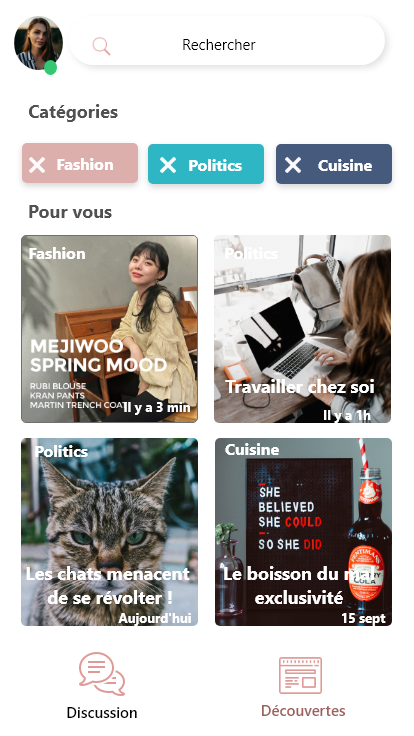 Rechercher
Catégories
Fashion
Politics
Cuisine
Pour vous
Fashion
MEJIWOO
SPRING MOOD
RUBI BLOUSE
KRAN PANTS
MARTIN TRENCH COAT
Il y a 3 min
Politics
Travailler chez soi
Il y a 1h
Politics
Les chats menacent
de se révolter !
Aujourd'hui
Cuisine
SHE
BELIEVED
SHE COULD
SO SHE DID
FENTIMANS
COLA
Le boisson du
exclusivité
15 sept
Discussion
Découvertes